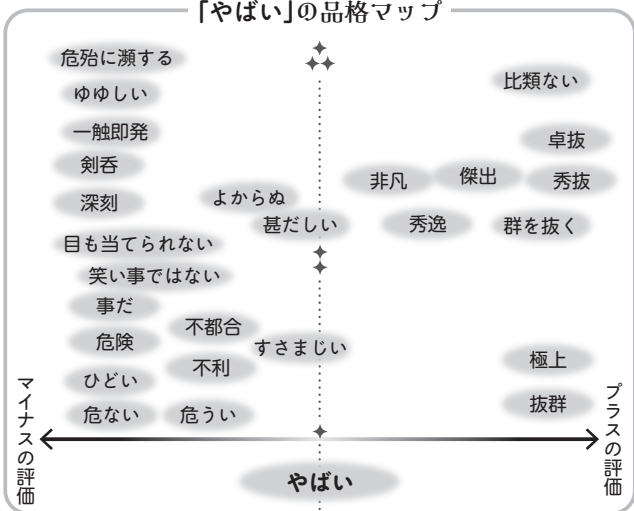 「やばい」の品格マップ
危殆に瀕する
比類ない
ゆゆしい
一触即発
卓抜
剣呑
非凡
傑出
秀抜
深刻
よからぬ
甚だしい
秀逸
群を抜く
目も当てられない
笑い事ではない
事だ
不都合
危険
すさまじい
不利
極上
ひどい
抜群
危ない
危うい
マイナスの評価
プラスの評価
やばい